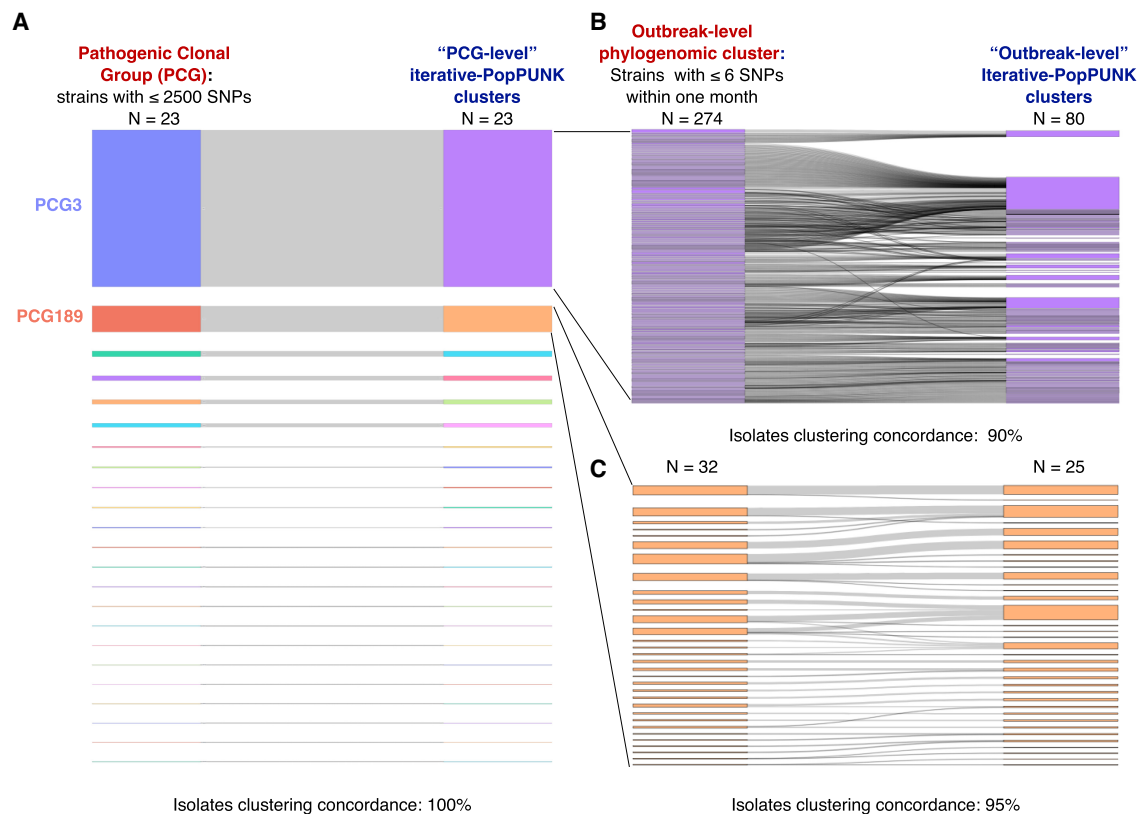 A
Pathogenic Clonal
Group (PCG):
strains with ≤ 2500 SNPs
N = 23
“PCG-level”
iterative-PopPUNK
clusters
N = 23
PCG3
PCG189
Isolates clustering concordance: 100%
B
Outbreak-level
phylogenomic cluster:
Strains with ≤ 6 SNPs
within one month
N = 274
“Outbreak-level”
Iterative-PopPUNK
clusters
N = 80
Isolates clustering concordance: 90%
C
N = 32
N = 25
Isolates clustering concordance: 95%